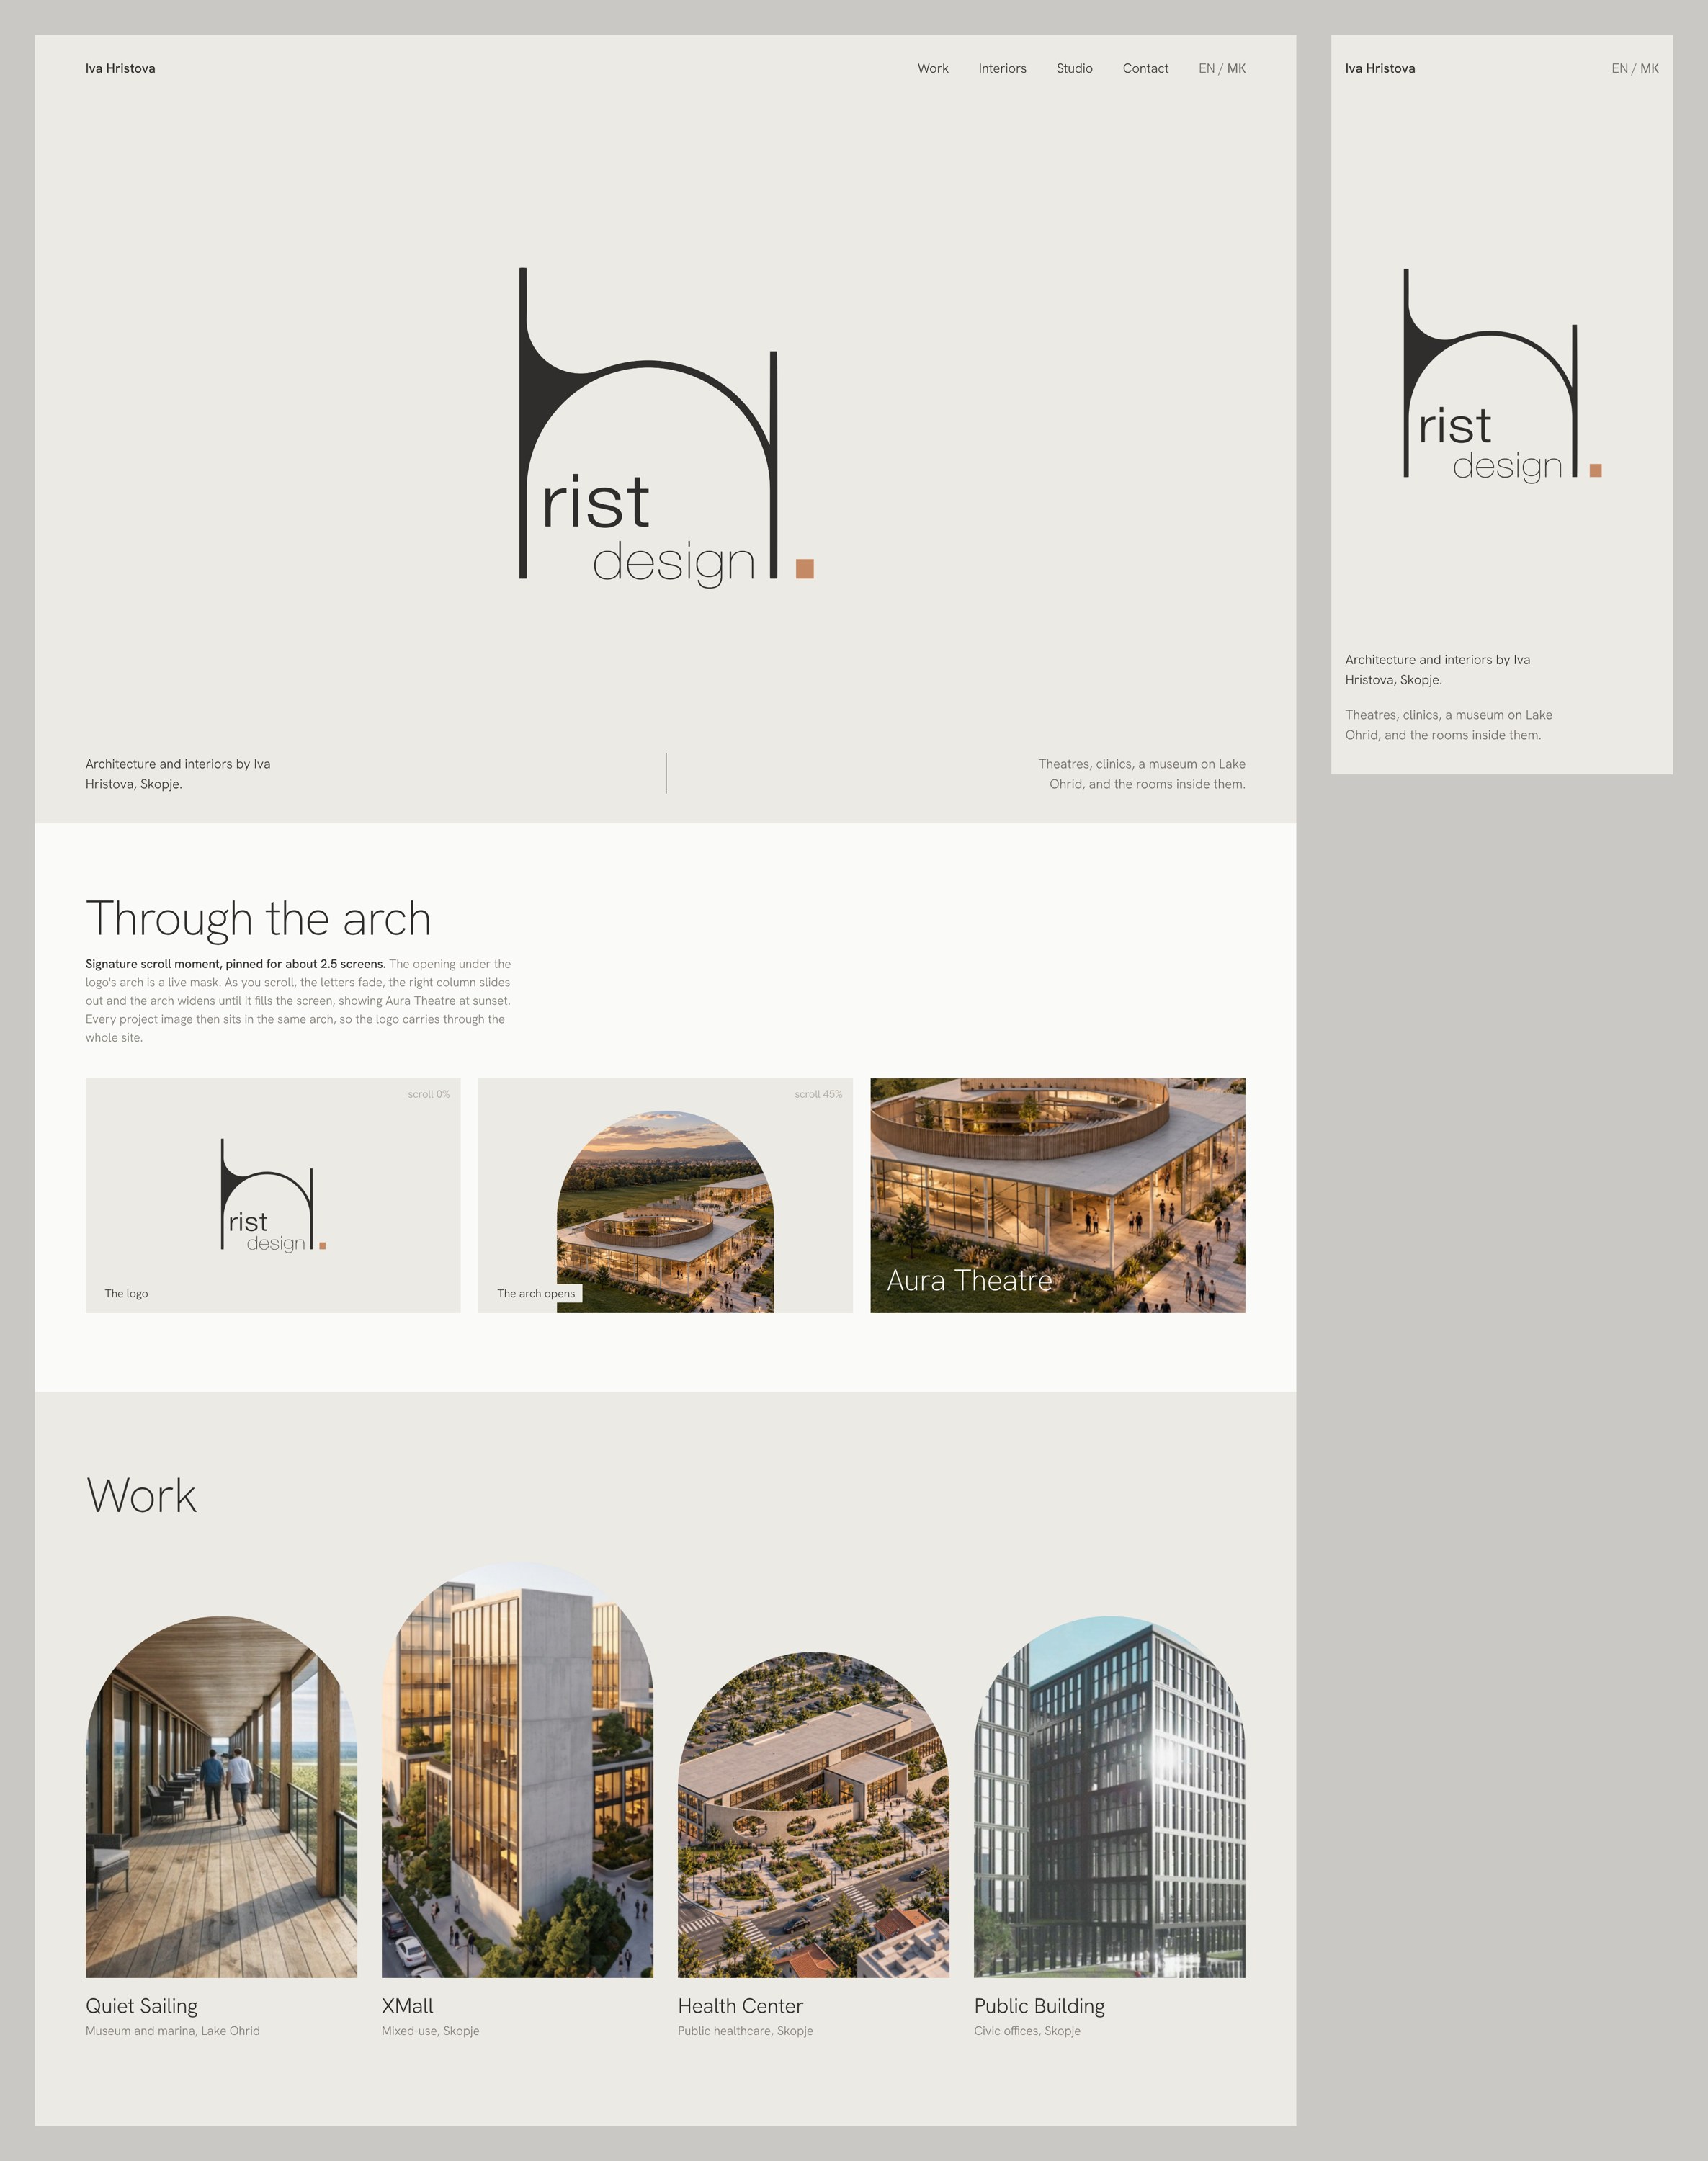 Iva Hristova
Work Interiors Studio Contact EN / MK
rist
design
Architecture and interiors by Iva
Hristova, Skopje.
Theatres, clinics, a museum on Lake
Ohrid, and the rooms inside them.
Iva Hristova
EN / MK
rist
design
Architecture and interiors by Iva
Hristova, Skopje.
Theatres, clinics, a museum on Lake
Ohrid, and the rooms inside them.
Through the arch
Signature scroll moment, pinned for about 2.5 screens. The opening under the
logo's arch is a live mask. As you scroll, the letters fade, the right column slides
out and the arch widens until it fills the screen, showing Aura Theatre at sunset.
Every project image then sits in the same arch, so the logo carries through the
whole site.
scroll 0%
rist
design
The logo
scroll 45%
The arch opens
Aura Theatre
Work
HEALTH CENTER
Quiet Sailing
Museum and marina, Lake Ohrid
XMall
Mixed-use, Skopje
Health Center
Public healthcare, Skopje
Public Building
Civic offices, Skopje